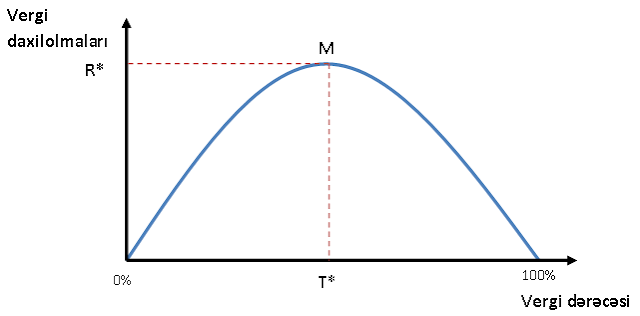 Vergi
daxilolmaları
M
R*
0%
T*
100%
Vergi dərəcəsi